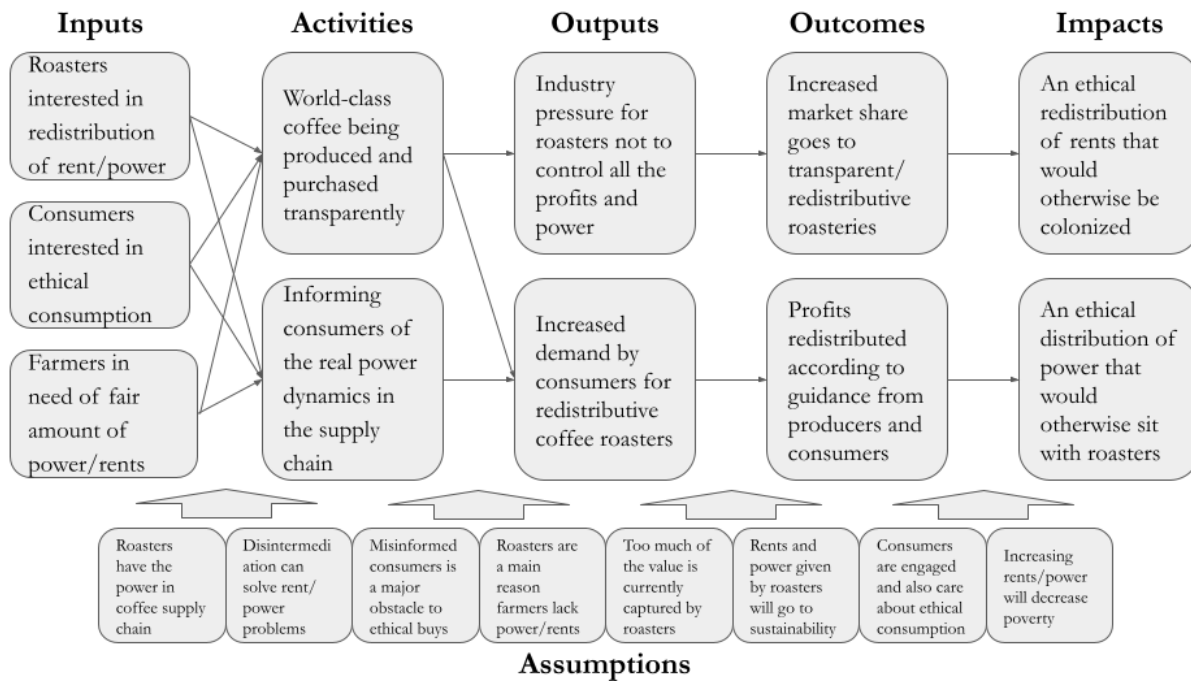 Inputs
Activities
Outputs
Outcomes
Impacts
Roasters
interested in
redistribution
of rent/power
Consumers
interested in
ethical
consumption
Farmers in
need of fair
amount of
power/rents
World-class
coffee being
produced and
purchased
transparently
Informing
consumers of
the real power
dynamics in
the supply
chain
Industry
pressure for
roasters not to
control all the
profits and
power
Increased
demand by
consumers for
redistributive
coffee roasters
Increased
market share
goes to
transparent/
redistributive
roasteries
Profits
redistributed
according to
guidance from
producers and
consumers
An ethical
redistribution
of rents that
would
otherwise be
colonized
An ethical
distribution of
power that
would
otherwise sit
with roasters
Roasters
have the
power in
coffee supply
chain
Disintermedi
ation can
solve rent/
power
problems
Misinformed
consumers is
a major
obstacle to
ethical buys
Roasters are
a main
reason
farmers lack
power/rents
Too much of
the value is
currently
captured by
roasters
Rents and
power given
by roasters
will go to
sustainability
Consumers
are engaged
and also care
about ethical
consumption
Increasing
rents/power
will decrease
poverty
Assumptions